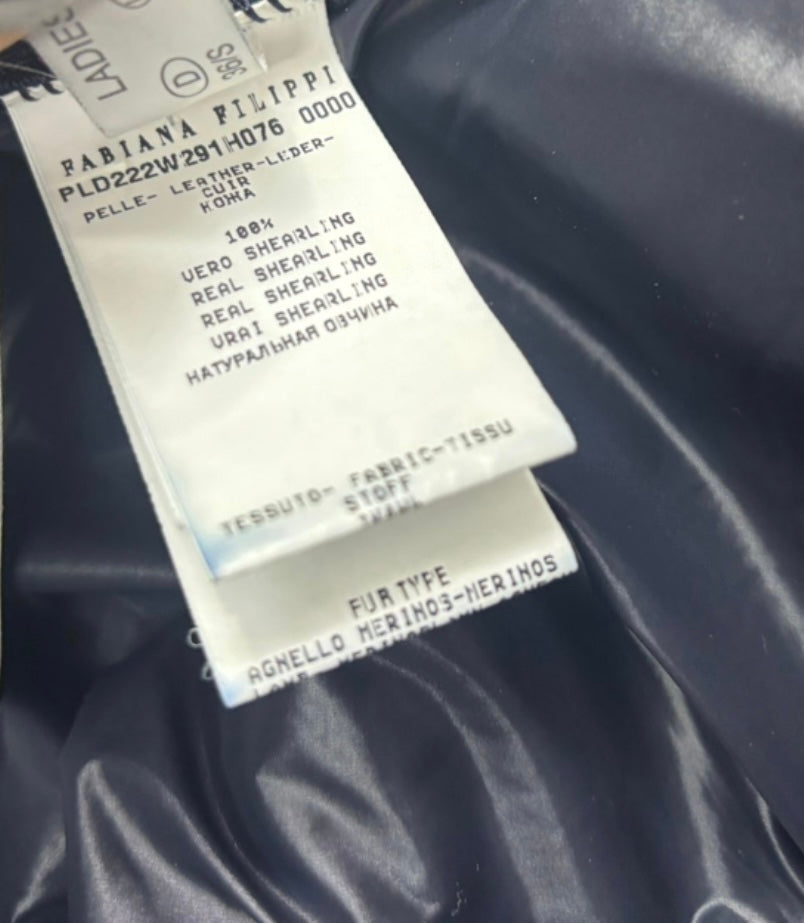 LADIES
D
36/S
FABIANA FILIPPI
PLD222W291H076 0000
PELLE- LEATHER-LEDER-
CUIR
КОЖА
100%
VERO SHEARLING
REAL SHEARLING
REAL SHEARLING
VRAI SHEARLING
НАТУРАЛЬНАЯ ОВЧИНА
TESSUTO- FABRIC-TISSU
STOFF
FUR TYPE
AGNELLO MERINOS-MERINOS